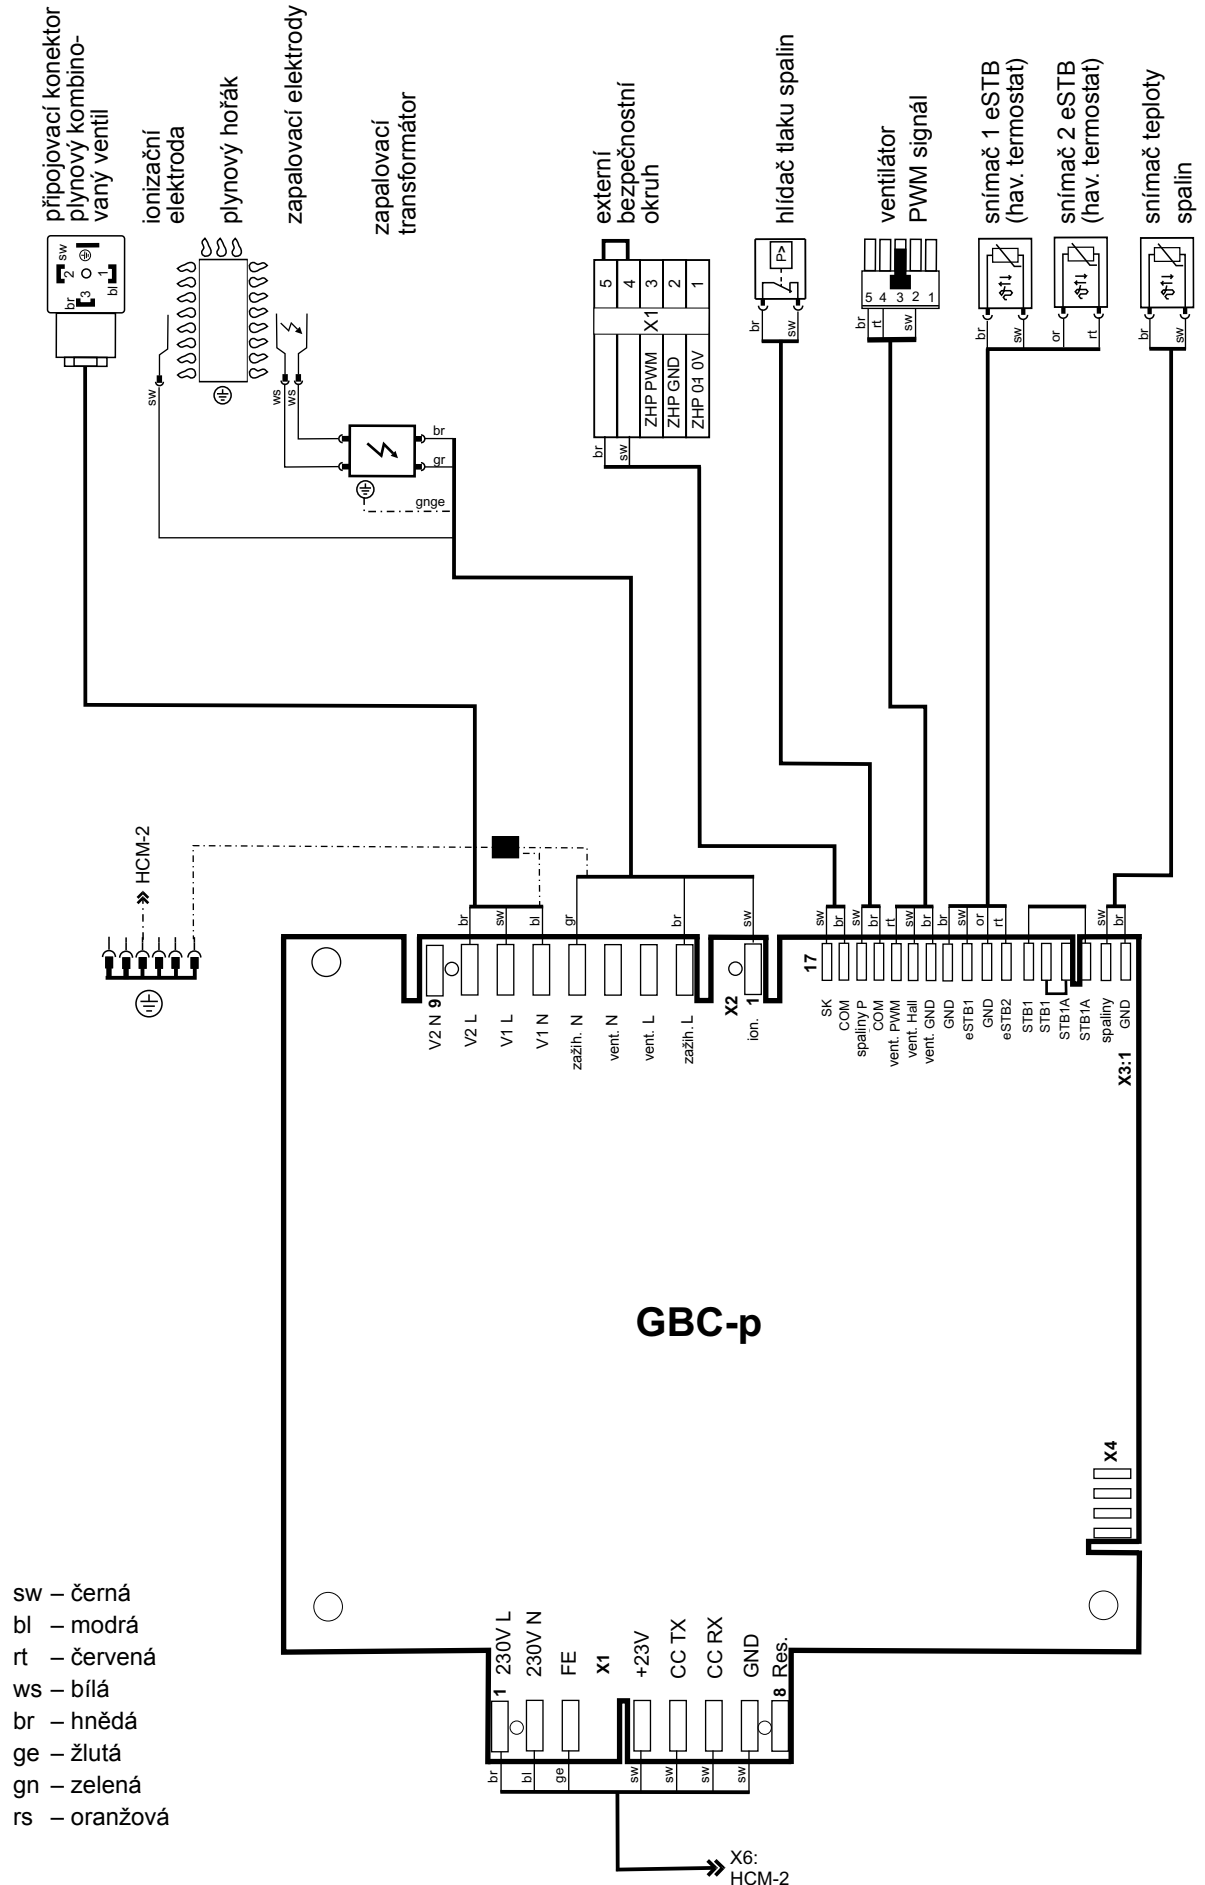 připojovací konektor
plynový kombino-
vaný ventil
ionizační
elektroda
plynový hořák
zapalovací elektrody
zapalovací
transformátor
externí
bezpečnostní
okruh
hlídač tlaku spalin
ventilátor
PWM signál
snímač 1 eSTB
(hav. termostat)
snímač 2 eSTB
(hav. termostat)
snímač teploty
spalin
sw
2
br
3
1
bl
sw
ws
ws
br
gr
gnge
5
4
3
2
1
X1
ZHP PWM
ZHP GND
ZHP 01 0V
br
sw
P>
br
sw
5 4 3 2 1
br
rt
sw
br
sw
or
rt
br
sw
HCM-2
br
sw
bl
gr
br
sw
sw
br
sw
br
rt
sw
br
br
sw
or
rt
sw
br
V2 N 9
V2 L
V1 L
V1 N
zažih. N
vent. N
vent. L
zažih. L
X2
ion. 1
17
SK
COM
spaliny P
COM
vent. PWM
vent. Hall
vent. GND
GND
eSTB1
GND
eSTB2
STB1
STB1
STB1A
STB1A
spaliny
GND
X3:1
GBC-p
X4
1 230V L
230V N
FE
X1
+23V
CC TX
CC RX
GND
8 Res.
br
bl
ge
sw
sw
sw
sw
X6:
HCM-2
sw – černá
bl – modrá
rt – červená
ws – bílá
br – hnědá
ge – žlutá
gn – zelená
rs – oranžová